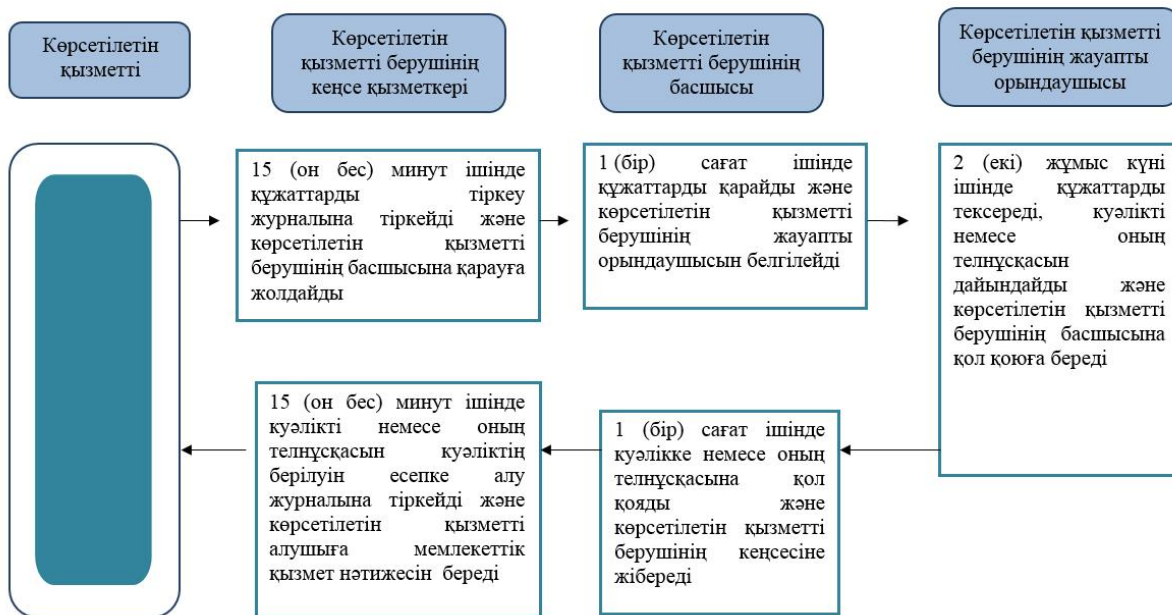 Көрсетілетін
қызметті
Көрсетілетін
қызметті берушінің
кеңсе қызметкері
Көрсетілетін
қызметті берушінің
басшысы
Көрсетілетін қызметті
берушінің жауапты
орындаушысы
15 (он бес) минут ішінде
құжаттарды тіркеу
журналына тіркейді және
көрсетілетін қызметті
берушінің басшысына қарауға
жолдайды
1 (бір) сағат ішінде
құжаттарды қарайды және
көрсетілетін қызметті
берушінің жауапты
орындаушысын белгілейді
2 (екі) жұмыс күні
ішінде құжаттарды
тексереді, куәлікті
немесе оның
телнұсқасын
дайындайды және
көрсетілетін қызметті
берушінің басшысына
қол қоюға береді
1 (бір) сағат ішінде
куәлікке немесе оның
телнұсқасына қол
қояды және
көрсетілетін қызметті
берушінің кеңсесіне
жібереді
15 (он бес) минут ішінде
куәлікті немесе оның
телнұсқасын куәліктің
берілуін есепке алу
журналына тіркейді және
көрсетілетін қызметті
алушыға мемлекеттік
қызмет нәтижесін береді